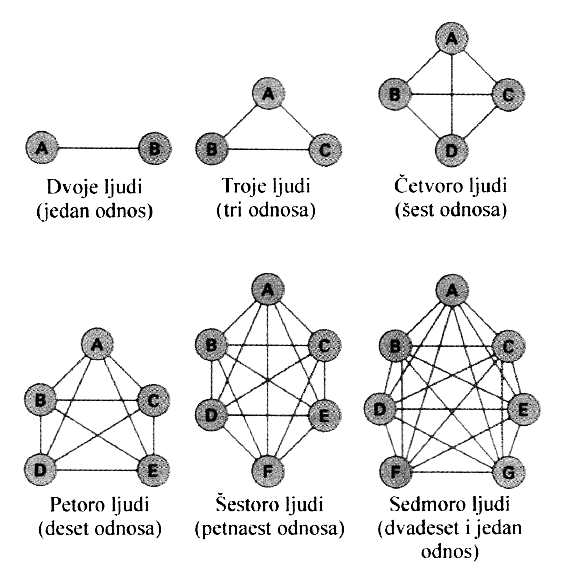 A B
A
B C
A
B C
D
Dvoje ljudi
(jedan odnos)
Troje ljudi
(tri odnosa)
Četvoro ljudi
(šest odnosa)
A
B C
D E
A
B C
D E
F
A
B C
D E
F G
Petoro ljudi
(deset odnosa)
Šestoro ljudi
(petnaest odnosa)
Sedmoro ljudi
(dvadeset i jedan
odnos)